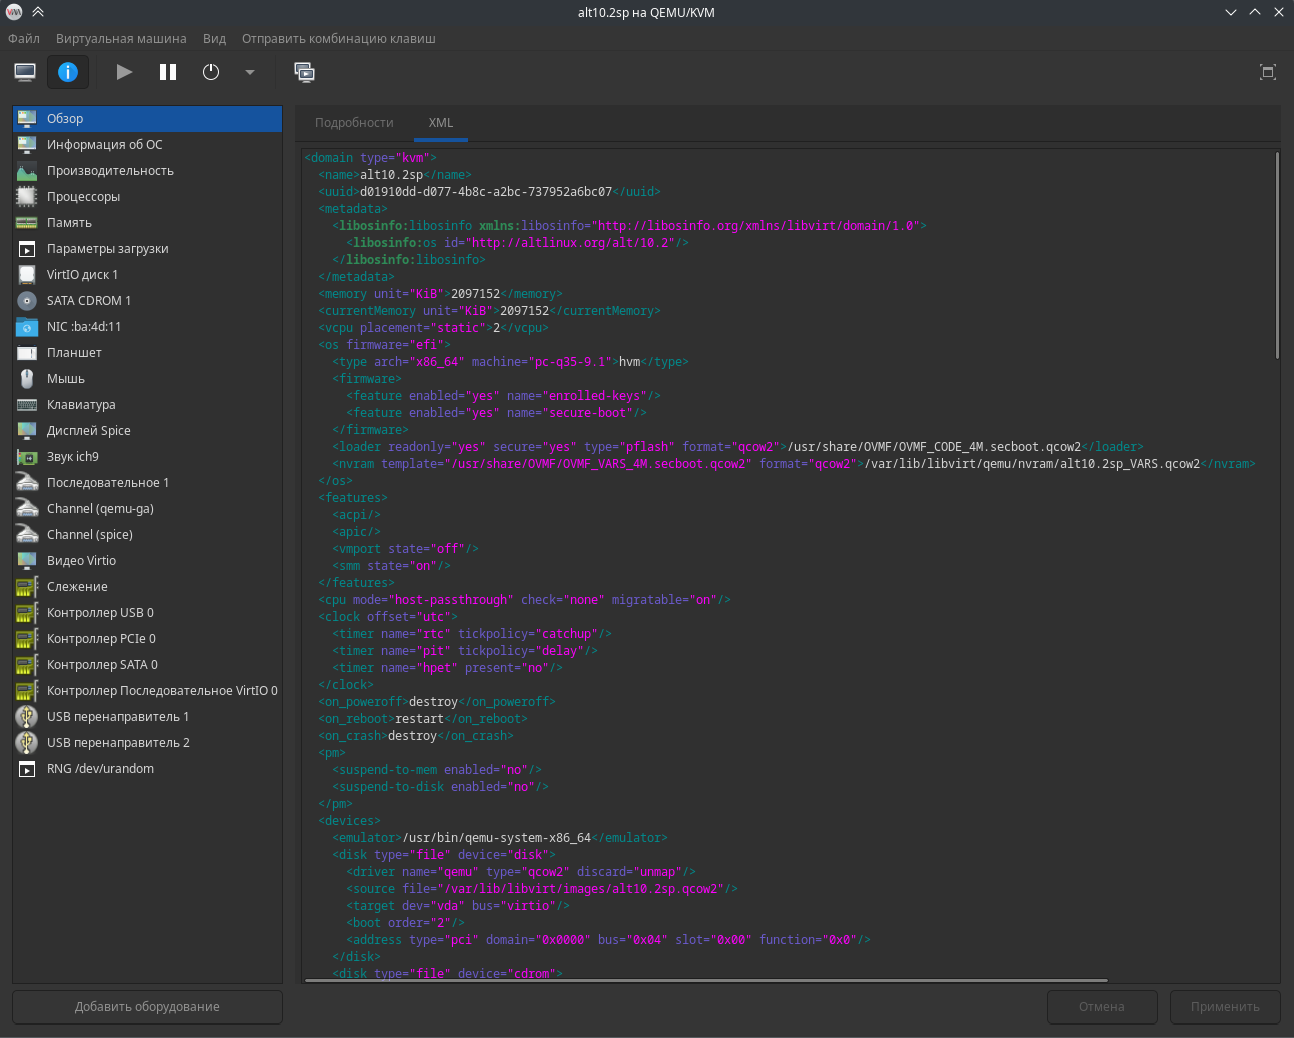 alt10.2sp на QEMU/KVM
Файл Виртуальная машина Вид Отправить комбинацию клавиш
Обзор
Информация об ОС
Производительность
Процессоры
Память
Параметры загрузки
VirtIO диск 1
SATA CDROM 1
NIC :ba:4d:11
Планшет
Мышь
Клавиатура
Дисплей Spice
Звук ich9
Последовательное 1
Channel (qemu-ga)
Channel (spice)
Видео Virtio
Слежение
Контроллер USB 0
Контроллер PCIe 0
Контроллер SATA 0
Контроллер Последовательное VirtIO 0
USB перенаправитель 1
USB перенаправитель 2
RNG /dev/urandom
Добавить оборудование
Подробности XML
<domain type="kvm">
<name>alt10.2sp</name>
<uuid>d01910dd-d077-4b8c-a2bc-737952a6bc07</uuid>
<metadata>
<libosinfo:libosinfo xmlns:libosinfo="http://libosinfo.org/xmlns/libvirt/domain/1.0">
<libosinfo:os id="http://altlinux.org/alt/10.2"/>
</libosinfo:libosinfo>
</metadata>
<memory unit="KiB">2097152</memory>
<currentMemory unit="KiB">2097152</currentMemory>
<vcpu placement="static">2</vcpu>
<os firmware="efi">
<type arch="x86_64" machine="pc-q35-9.1">hvm</type>
<firmware>
<feature enabled="yes" name="enrolled-keys"/>
<feature enabled="yes" name="secure-boot"/>
</firmware>
<loader readonly="yes" secure="yes" type="pflash" format="qcow2">/usr/share/OVMF/OVMF_CODE_4M.secboot.qcow2</loader>
<nvram template="/usr/share/OVMF/OVMF_VARS_4M.secboot.qcow2" format="qcow2">/var/lib/libvirt/qemu/nvram/alt10.2sp_VARS.qcow2</nvram>
</os>
<features>
<acpi/>
<apic/>
<vmport state="off"/>
<smm state="on"/>
</features>
<cpu mode="host-passthrough" check="none" migratable="on"/>
<clock offset="utc">
<timer name="rtc" tickpolicy="catchup"/>
<timer name="pit" tickpolicy="delay"/>
<timer name="hpet" present="no"/>
</clock>
<on_poweroff>destroy</on_poweroff>
<on_reboot>restart</on_reboot>
<on_crash>destroy</on_crash>
<pm>
<suspend-to-mem enabled="no"/>
<suspend-to-disk enabled="no"/>
</pm>
<devices>
<emulator>/usr/bin/qemu-system-x86_64</emulator>
<disk type="file" device="disk">
<driver name="qemu" type="qcow2" discard="unmap"/>
<source file="/var/lib/libvirt/images/alt10.2sp.qcow2"/>
<target dev="vda" bus="virtio"/>
<boot order="2"/>
<address type="pci" domain="0x0000" bus="0x04" slot="0x00" function="0x0"/>
</disk>
<disk type="file" device="cdrom">
Отмена Применить